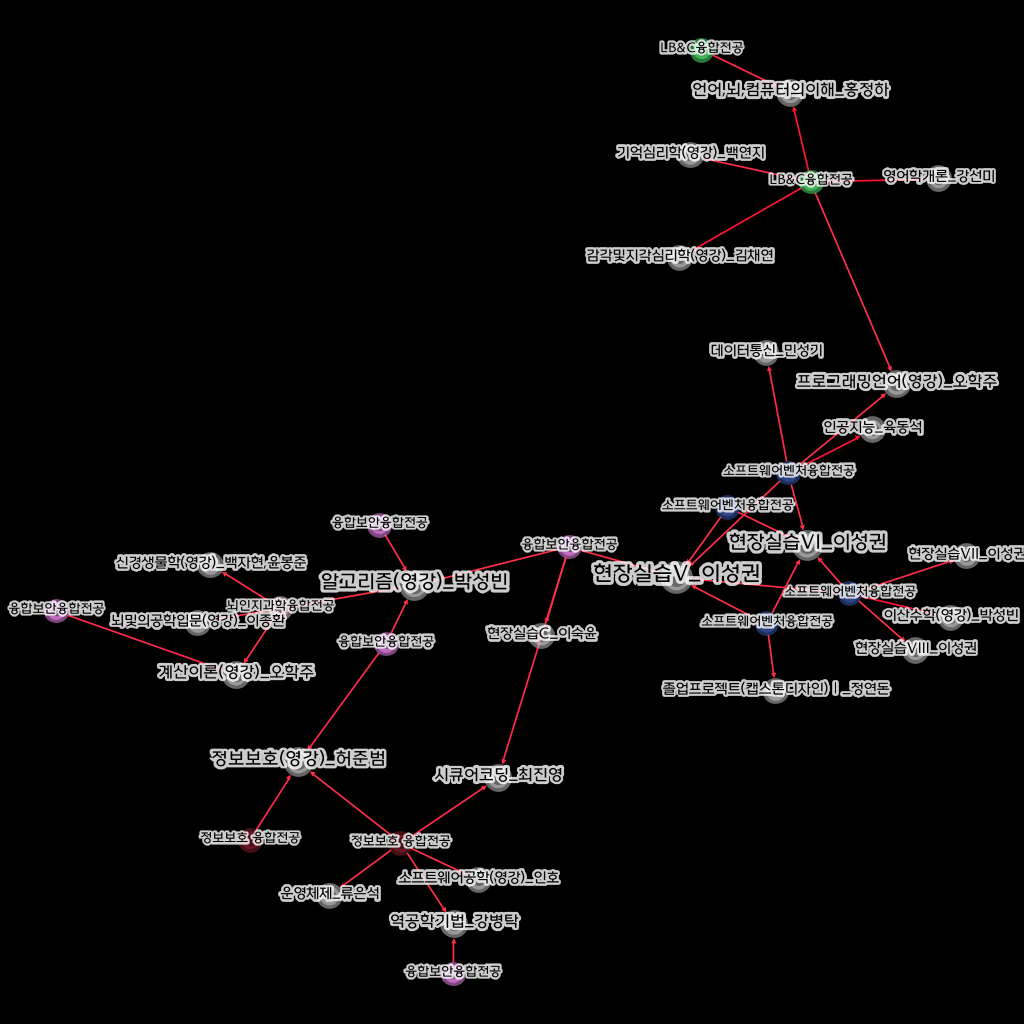 LB&C융합전공
언어,뇌,컴퓨터의이해_홍정하
기억심리학(영강)_백연지
LB&C융합전공
영어학개론_강선미
감각및지각심리학(영강)_김채연
데이터통신_민성기
프로그래밍언어(영강)_오학주
인공지능_육동석
소프트웨어벤처융합전공
소프트웨어벤처융합전공
융합보안융합전공
융합보안융합전공
현장실습VI_이성권
현장실습VII_이성권
신경생물학(영강)_백자현,윤봉준
알고리즘(영강)_박성빈
현장실습V_이성권
소프트웨어벤처융합전공
융합보안융합전공
뇌인지과학융합전공
뇌및의공학입문(영강)_이종환
이산수학(영강)_박성빈
소프트웨어벤처융합전공
현장실습C_이숙윤
융합보안융합전공
현장실습VIII_이성권
계산이론(영강)_오학주
졸업프로젝트(캡스톤디자인)Ⅰ_정연돈
정보보호(영강)_허준범
시큐어코딩_최진영
정보보호 융합전공
정보보호 융합전공
소프트웨어공학(영강)_인호
운영체제_류은석
역공학기법_강병탁
융합보안융합전공